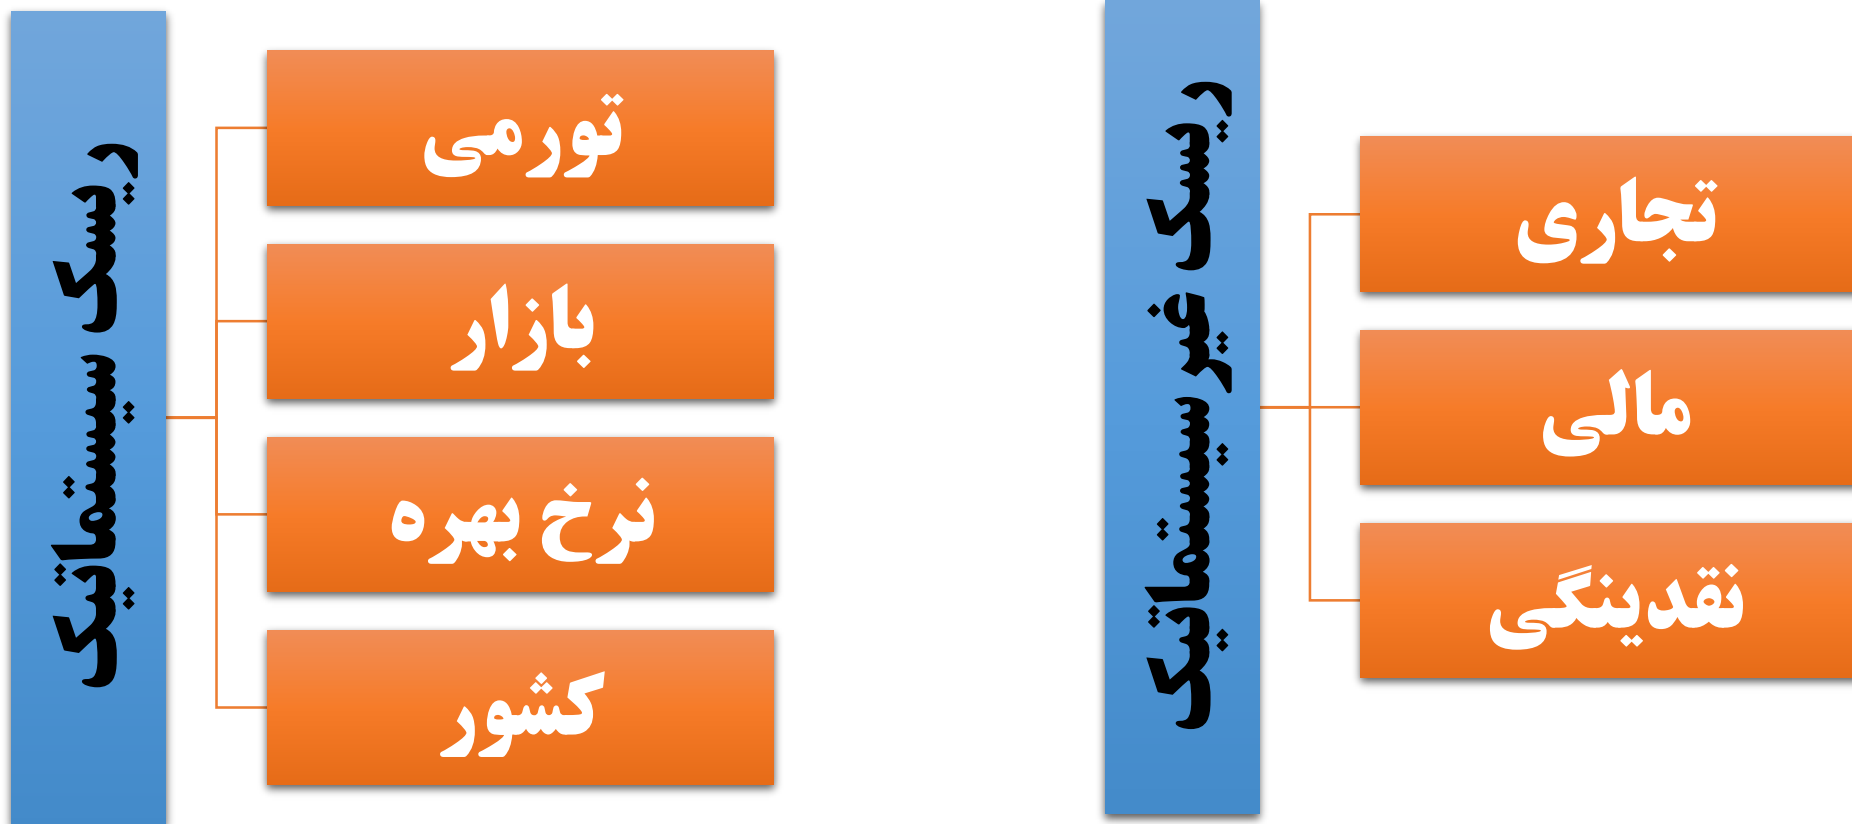 ریسک سیستماتیک
تورمی
بازار
نرخ بهره
کشور
ریسک غیر سیستماتیک
تجاری
مالی
نقدینگی